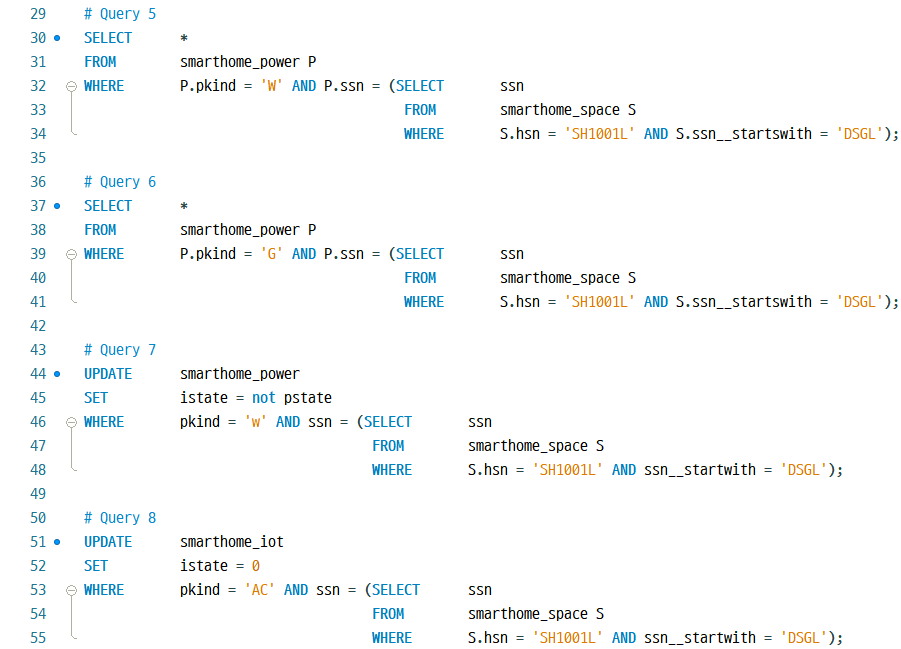 29 # Query 5
30 SELECT *
31 FROM smarthome_power P
32 WHERE P.pkind = 'W' AND P.ssn = (SELECT ssn
33 FROM smarthome_space S
34 WHERE S.hsn = 'SH1001L' AND S.ssn__startswith = 'DSGL');
35
36 # Query 6
37 SELECT *
38 FROM smarthome_power P
39 WHERE P.pkind = 'G' AND P.ssn = (SELECT ssn
40 FROM smarthome_space S
41 WHERE S.hsn = 'SH1001L' AND S.ssn__startswith = 'DSGL');
42
43 # Query 7
44 UPDATE smarthome_power
45 SET istate = not pstate
46 WHERE pkind = 'w' AND ssn = (SELECT ssn
47 FROM smarthome_space S
48 WHERE S.hsn = 'SH1001L' AND ssn__startwith = 'DSGL');
49
50 # Query 8
51 UPDATE smarthome_iot
52 SET istate = 0
53 WHERE pkind = 'AC' AND ssn = (SELECT ssn
54 FROM smarthome_space S
55 WHERE S.hsn = 'SH1001L' AND ssn__startwith = 'DSGL');